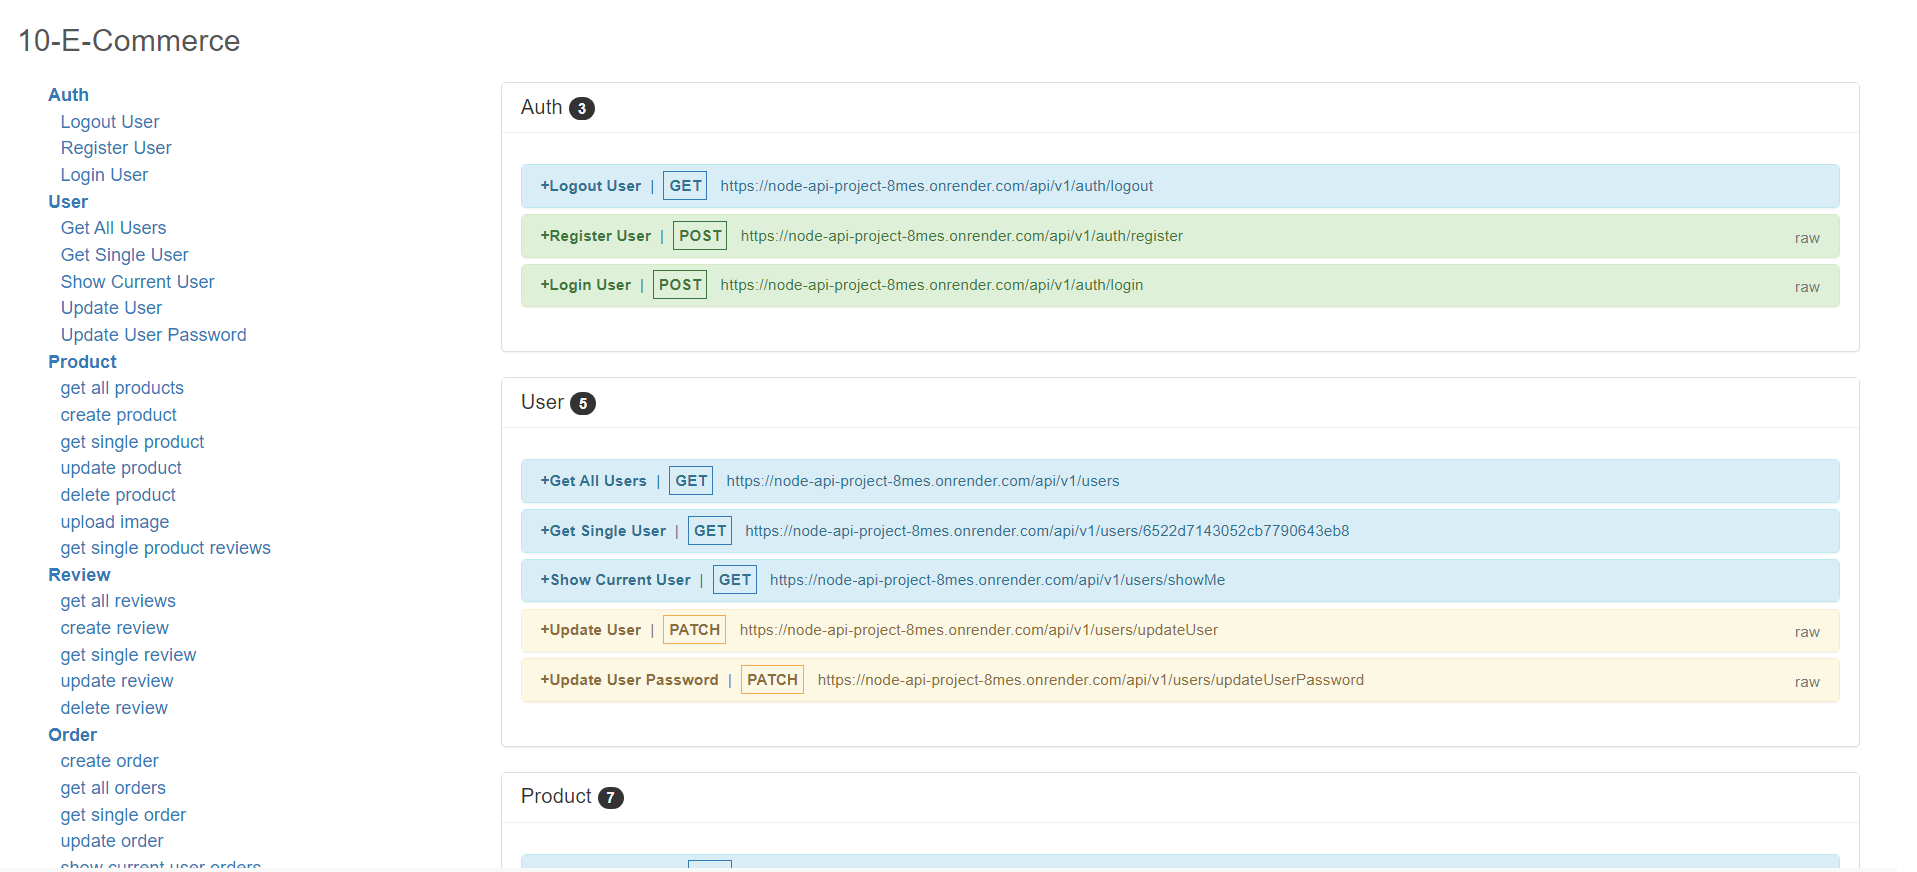 10-E-Commerce
Auth
Logout User
Register User
Login User
User
Get All Users
Get Single User
Show Current User
Update User
Update User Password
Product
get all products
create product
get single product
update product
delete product
upload image
get single product reviews
Review
get all reviews
create review
get single review
update review
delete review
Order
create order
get all orders
get single order
update order
show current user orders
Auth 3
+Logout User | GET https://node-api-project-8mes.onrender.com/api/v1/auth/logout
+Register User | POST https://node-api-project-8mes.onrender.com/api/v1/auth/register raw
+Login User | POST https://node-api-project-8mes.onrender.com/api/v1/auth/login raw
User 5
+Get All Users | GET https://node-api-project-8mes.onrender.com/api/v1/users
+Get Single User | GET https://node-api-project-8mes.onrender.com/api/v1/users/6522d7143052cb7790643eb8
+Show Current User | GET https://node-api-project-8mes.onrender.com/api/v1/users/showMe
+Update User | PATCH https://node-api-project-8mes.onrender.com/api/v1/users/updateUser raw
+Update User Password | PATCH https://node-api-project-8mes.onrender.com/api/v1/users/updateUserPassword raw
Product 7